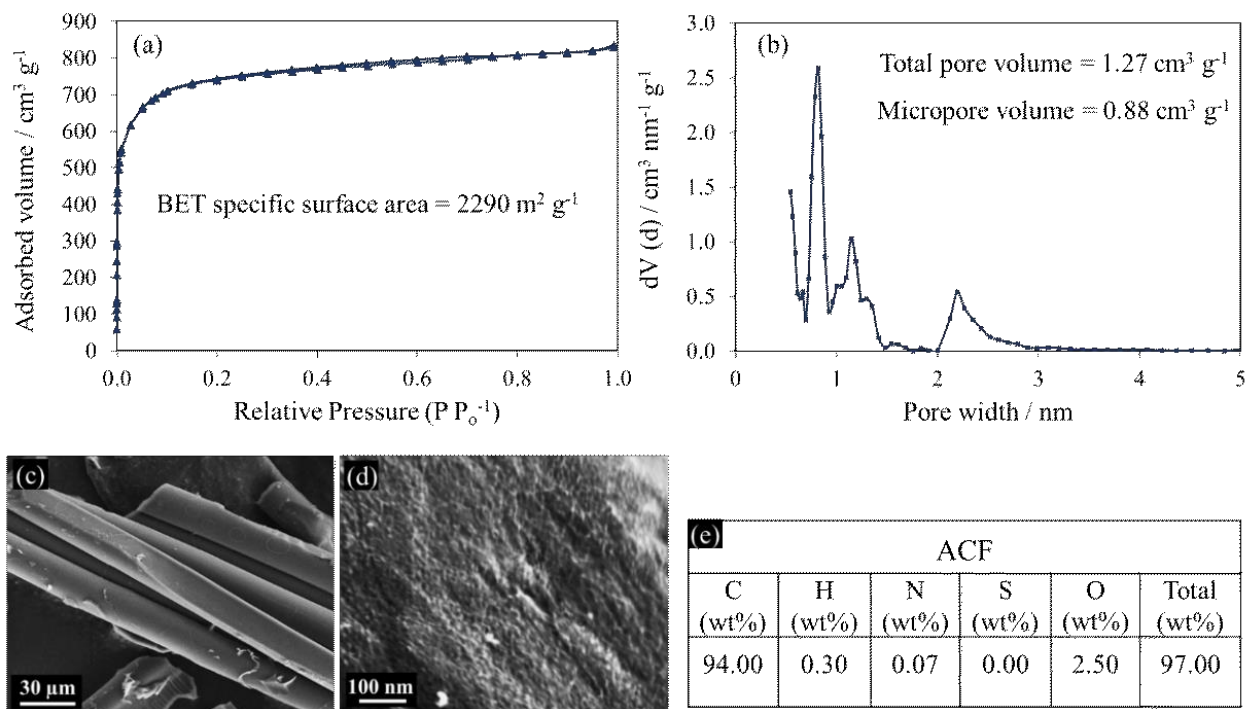 (a)
900
800
700
600
500
400
300
200
100
0
Adsorbed volume / cm³ g⁻¹
BET specific surface area = 2290 m² g⁻¹
0.0 0.2 0.4 0.6 0.8 1.0
Relative Pressure (P Pₒ⁻¹)
(b)
3.0
2.5
2.0
1.5
1.0
0.5
0.0
dV (d) / cm³ nm⁻¹ g⁻¹
Total pore volume = 1.27 cm³ g⁻¹
Micropore volume = 0.88 cm³ g⁻¹
0 1 2 3 4 5
Pore width / nm
(c)
30 µm
(d)
100 nm
(e)
ACF
C H N S O Total
(wt%) (wt%) (wt%) (wt%) (wt%) (wt%)
94.00 0.30 0.07 0.00 2.50 97.00